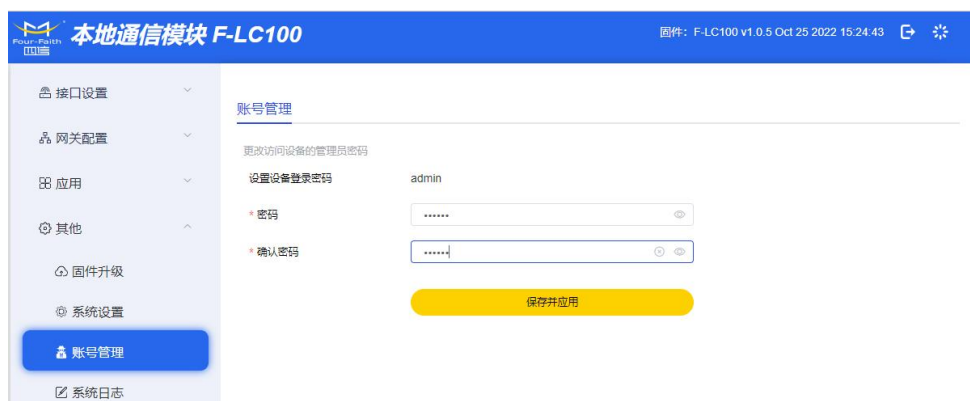 Four-Faith
四信
本地通信模块 F-LC100
固件: F-LC100 v1.0.5 Oct 25 2022 15:24:43
接口设置
网关配置
应用
其他
固件升级
系统设置
账号管理
系统日志
账号管理
更改访问设备的管理员密码
设置设备登录密码 admin
* 密码 ••••••
* 确认密码 ••••••
保存并应用